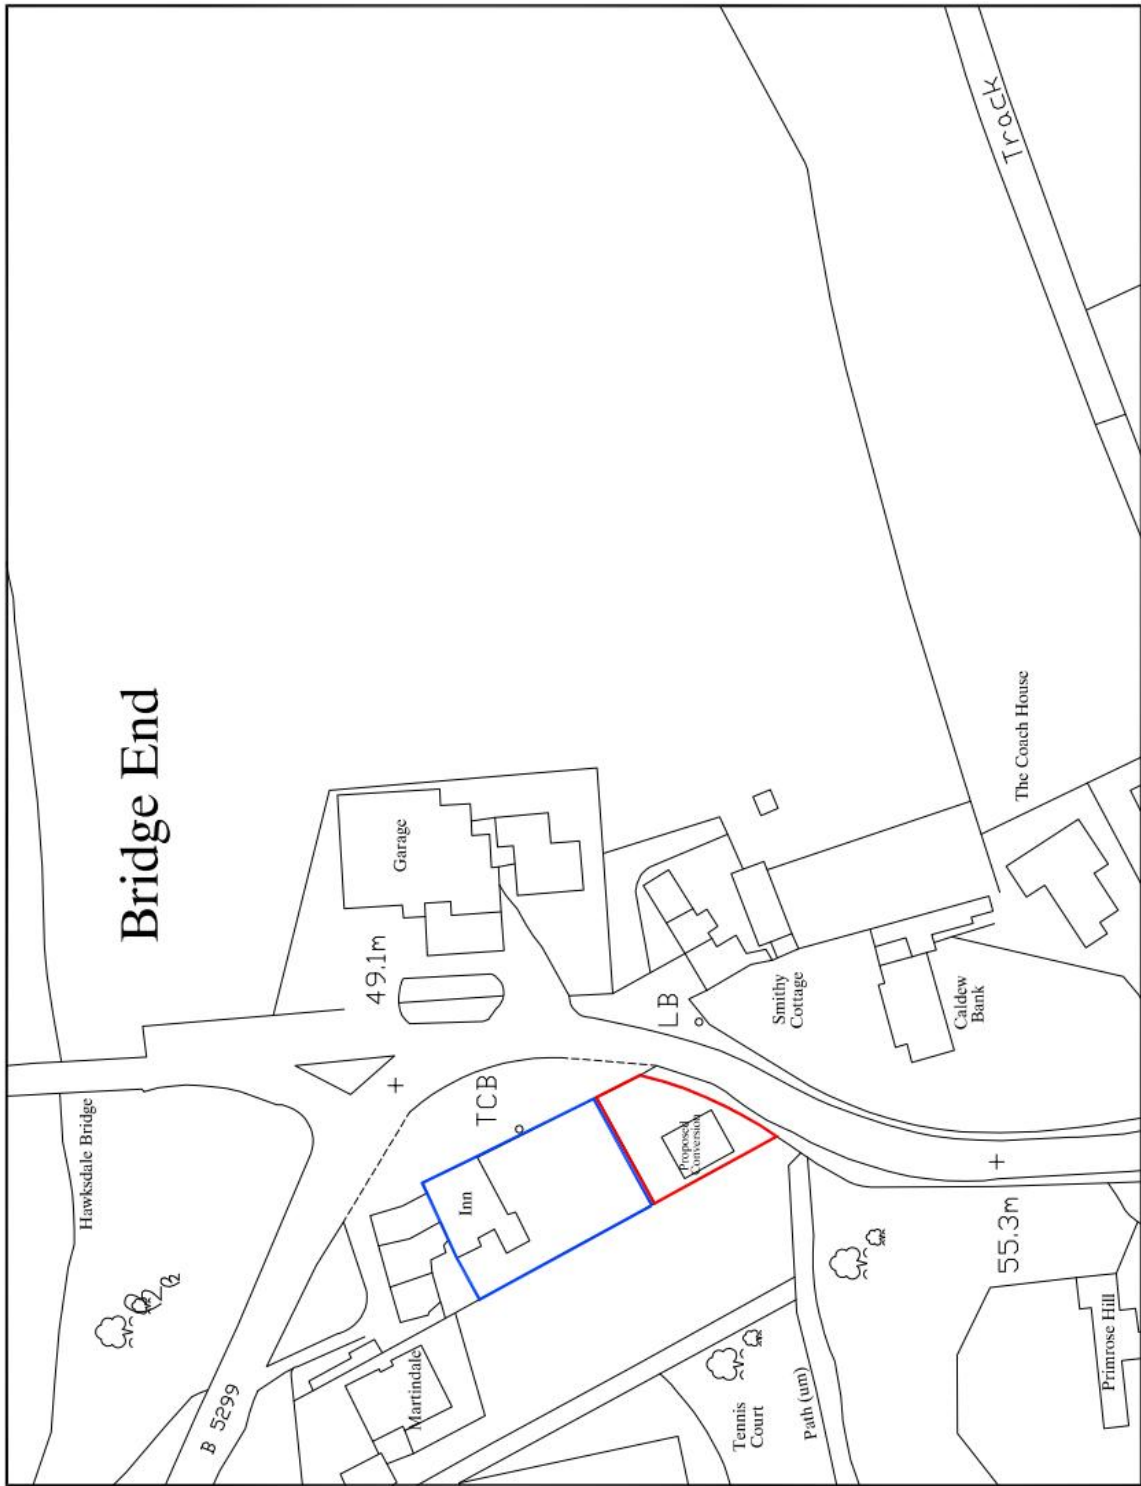 Track
Bridge End
The Coach House
Garage
49.1m
LB
Smithy
Cottage
Caldew
Bank
Hawksdale Bridge
TCB
Proposed
Conversion
Inn
55.3m
Martindale
B 5299
Tennis
Court
Path (um)
Primrose Hill